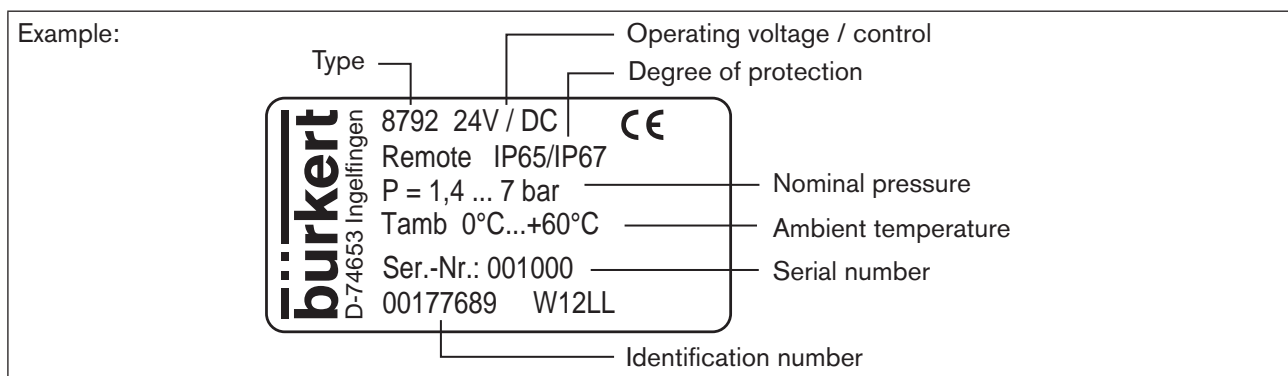 Example:
Operating voltage / control
Type
Degree of protection
bürkert
D-74653 Ingelfingen
8792 24V / DC CE
Remote IP65/IP67
P = 1,4 ... 7 bar
Nominal pressure
Tamb 0°C...+60°C
Ambient temperature
Ser.-Nr.: 001000
Serial number
00177689 W12LL
Identification number